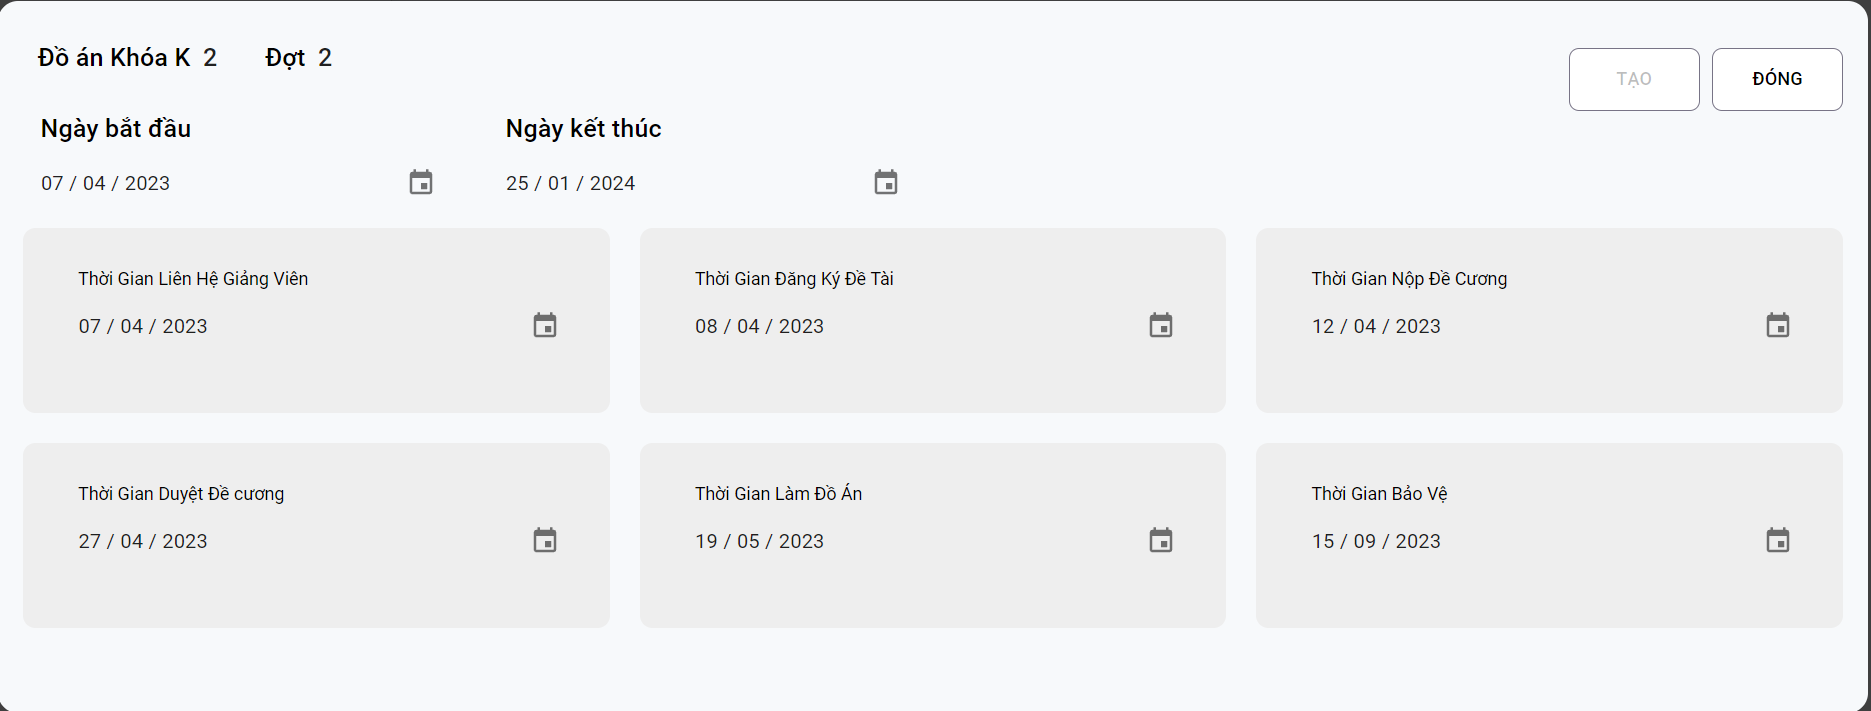 Đồ án Khóa K 2 Đợt 2
TẠO
ĐÓNG
Ngày bắt đầu
Ngày kết thúc
07 / 04 / 2023
25 / 01 / 2024
Thời Gian Liên Hệ Giảng Viên
07 / 04 / 2023
Thời Gian Đăng Ký Đề Tài
08 / 04 / 2023
Thời Gian Nộp Đề Cương
12 / 04 / 2023
Thời Gian Duyệt Đề cương
27 / 04 / 2023
Thời Gian Làm Đồ Án
19 / 05 / 2023
Thời Gian Bảo Vệ
15 / 09 / 2023